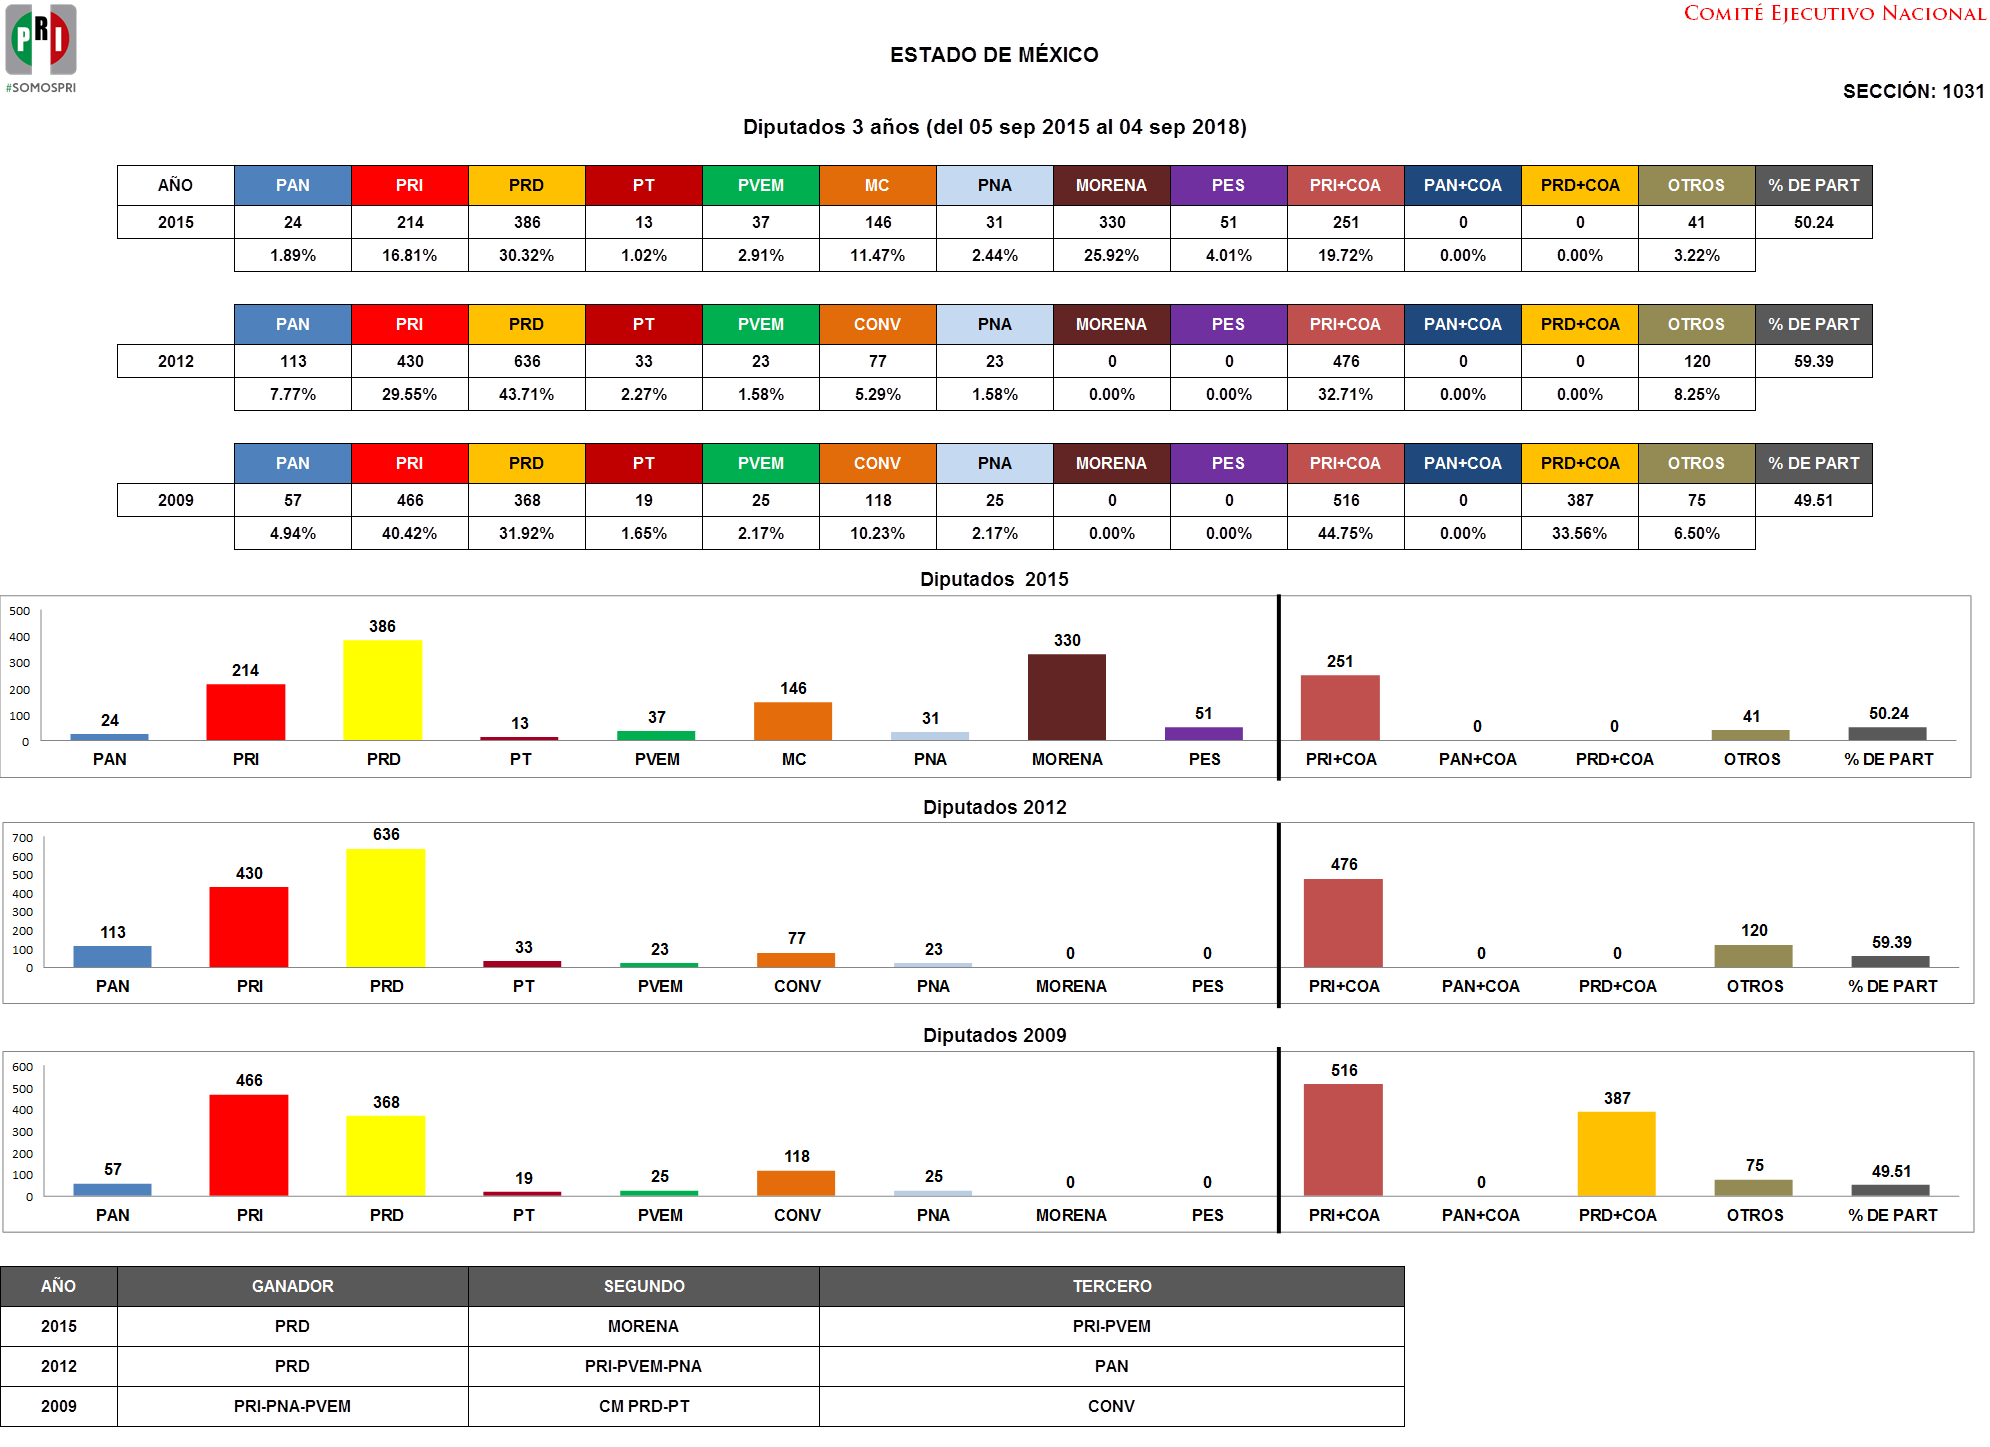 PRI
#SOMOSPRI
COMITÉ EJECUTIVO NACIONAL
ESTADO DE MÉXICO
SECCIÓN: 1031
Diputados 3 años (del 05 sep 2015 al 04 sep 2018)
AÑO PAN PRI PRD PT PVEM MC PNA MORENA PES PRI+COA PAN+COA PRD+COA OTROS % DE PART
2015 24 214 386 13 37 146 31 330 51 251 0 0 41 50.24
1.89% 16.81% 30.32% 1.02% 2.91% 11.47% 2.44% 25.92% 4.01% 19.72% 0.00% 0.00% 3.22%
PAN PRI PRD PT PVEM CONV PNA MORENA PES PRI+COA PAN+COA PRD+COA OTROS % DE PART
2012 113 430 636 33 23 77 23 0 0 476 0 0 120 59.39
7.77% 29.55% 43.71% 2.27% 1.58% 5.29% 1.58% 0.00% 0.00% 32.71% 0.00% 0.00% 8.25%
PAN PRI PRD PT PVEM CONV PNA MORENA PES PRI+COA PAN+COA PRD+COA OTROS % DE PART
2009 57 466 368 19 25 118 25 0 0 516 0 387 75 49.51
4.94% 40.42% 31.92% 1.65% 2.17% 10.23% 2.17% 0.00% 0.00% 44.75% 0.00% 33.56% 6.50%
Diputados 2015
500
400
300
200
100
0
24 214 386 13 37 146 31 330 51 251 0 0 41 50.24
PAN PRI PRD PT PVEM MC PNA MORENA PES PRI+COA PAN+COA PRD+COA OTROS % DE PART
Diputados 2012
700
600
500
400
300
200
100
0
113 430 636 33 23 77 23 0 0 476 0 0 120 59.39
PAN PRI PRD PT PVEM CONV PNA MORENA PES PRI+COA PAN+COA PRD+COA OTROS % DE PART
Diputados 2009
600
500
400
300
200
100
0
57 466 368 19 25 118 25 0 0 516 0 387 75 49.51
PAN PRI PRD PT PVEM CONV PNA MORENA PES PRI+COA PAN+COA PRD+COA OTROS % DE PART
AÑO GANADOR SEGUNDO TERCERO
2015 PRD MORENA PRI-PVEM
2012 PRD PRI-PVEM-PNA PAN
2009 PRI-PNA-PVEM CM PRD-PT CONV